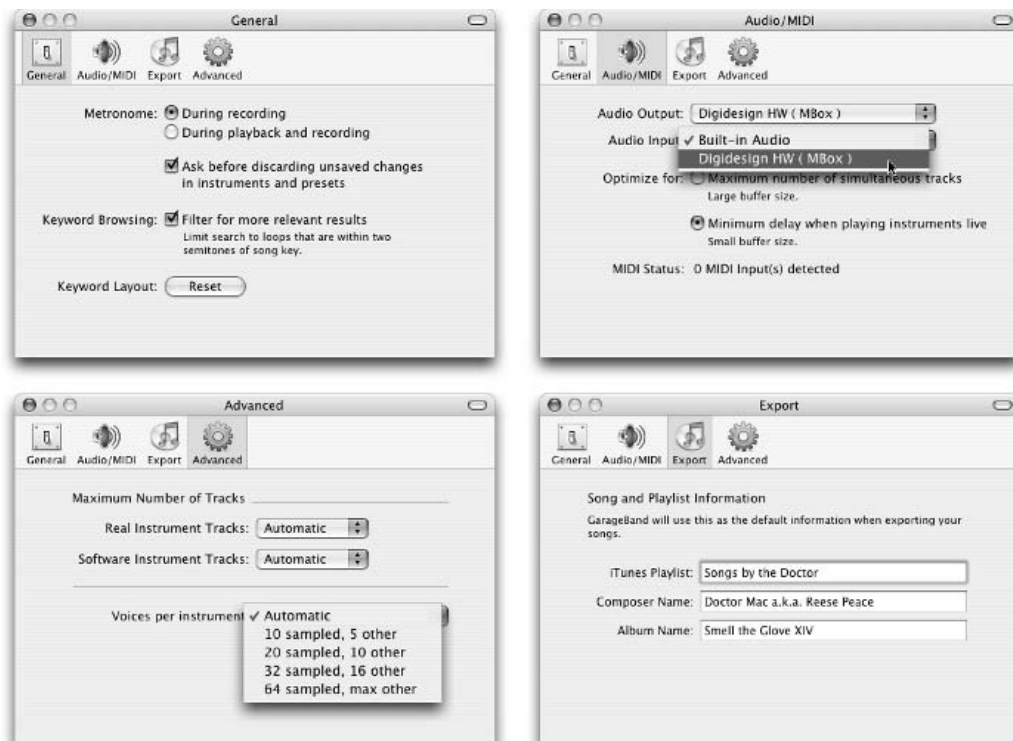 General
General Audio/MIDI Export Advanced
Metronome: During recording
During playback and recording
Ask before discarding unsaved changes
in instruments and presets
Keyword Browsing: Filter for more relevant results
Limit search to loops that are within two
semitones of song key.
Keyword Layout: Reset
Audio/MIDI
General Audio/MIDI Export Advanced
Audio Output: Digidesign HW ( MBox )
Audio Input ✓ Built-in Audio
Digidesign HW ( MBox )
Optimize for: Maximum number of simultaneous tracks
Large buffer size.
Minimum delay when playing instruments live
Small buffer size.
MIDI Status: 0 MIDI Input(s) detected
Advanced
General Audio/MIDI Export Advanced
Maximum Number of Tracks
Real Instrument Tracks: Automatic
Software Instrument Tracks: Automatic
Voices per instrument ✓ Automatic
10 sampled, 5 other
20 sampled, 10 other
32 sampled, 16 other
64 sampled, max other
Export
General Audio/MIDI Export Advanced
Song and Playlist Information
GarageBand will use this as the default information when exporting your
songs.
iTunes Playlist: Songs by the Doctor
Composer Name: Doctor Mac a.k.a. Reese Peace
Album Name: Smell the Glove XIV